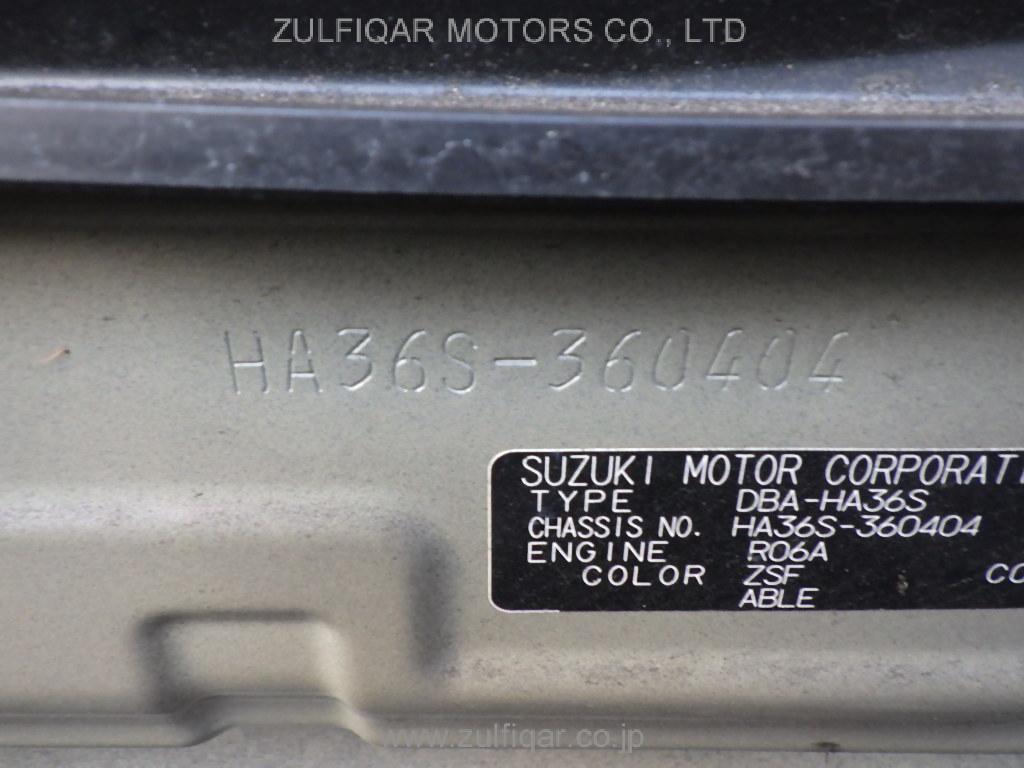 ZULFIQAR MOTORS CO., LTD
HA36S-360404
SUZUKI MOTOR CORPORATI
TYPE DBA-HA36S
CHASSIS NO. HA36S-360404
ENGINE R06A
COLOR ZSF CO
ABLE
www.zulfiqar.co.jp